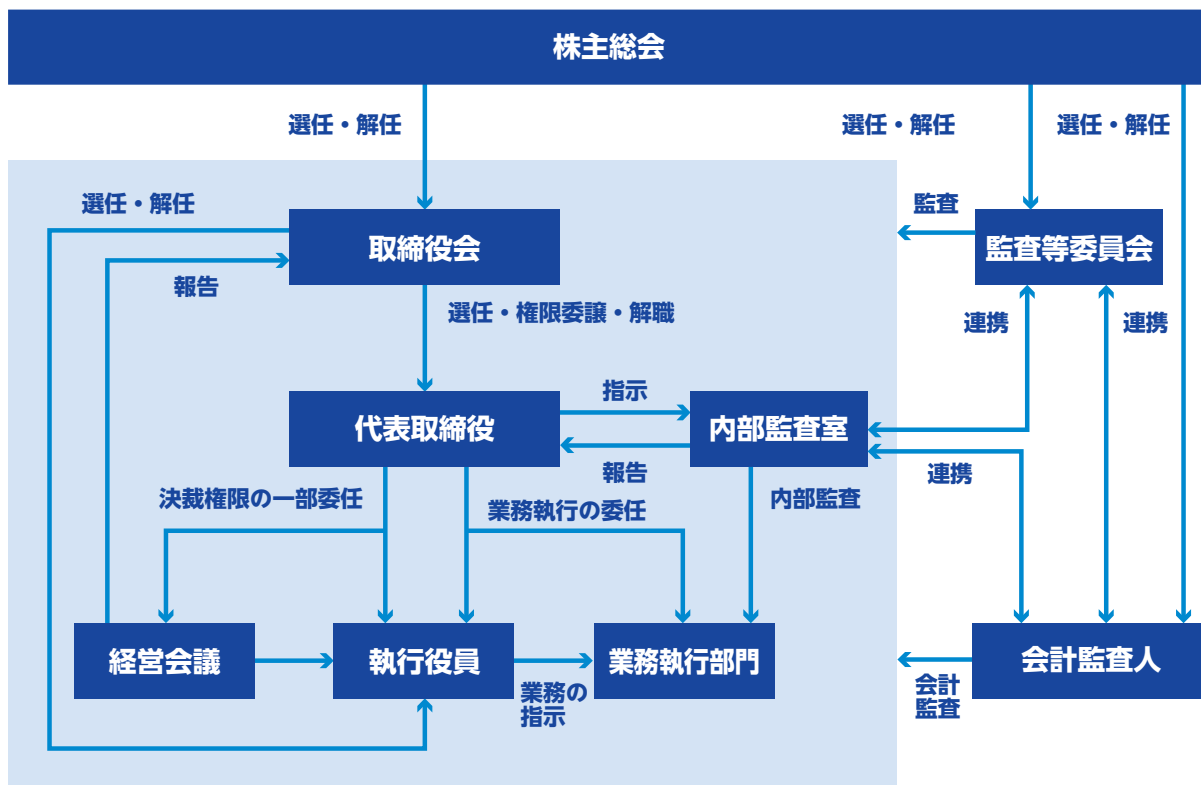 株主総会
選任・解任
選任・解任
選任・解任
選任・解任
監査
取締役会
監査等委員会
報告
選任・権限委譲・解職
連携
連携
指示
代表取締役
内部監査室
報告
連携
決裁権限の一部委任
業務執行の委任
内部監査
経営会議
執行役員
業務執行部門
会計監査人
業務の
指示
会計
監査